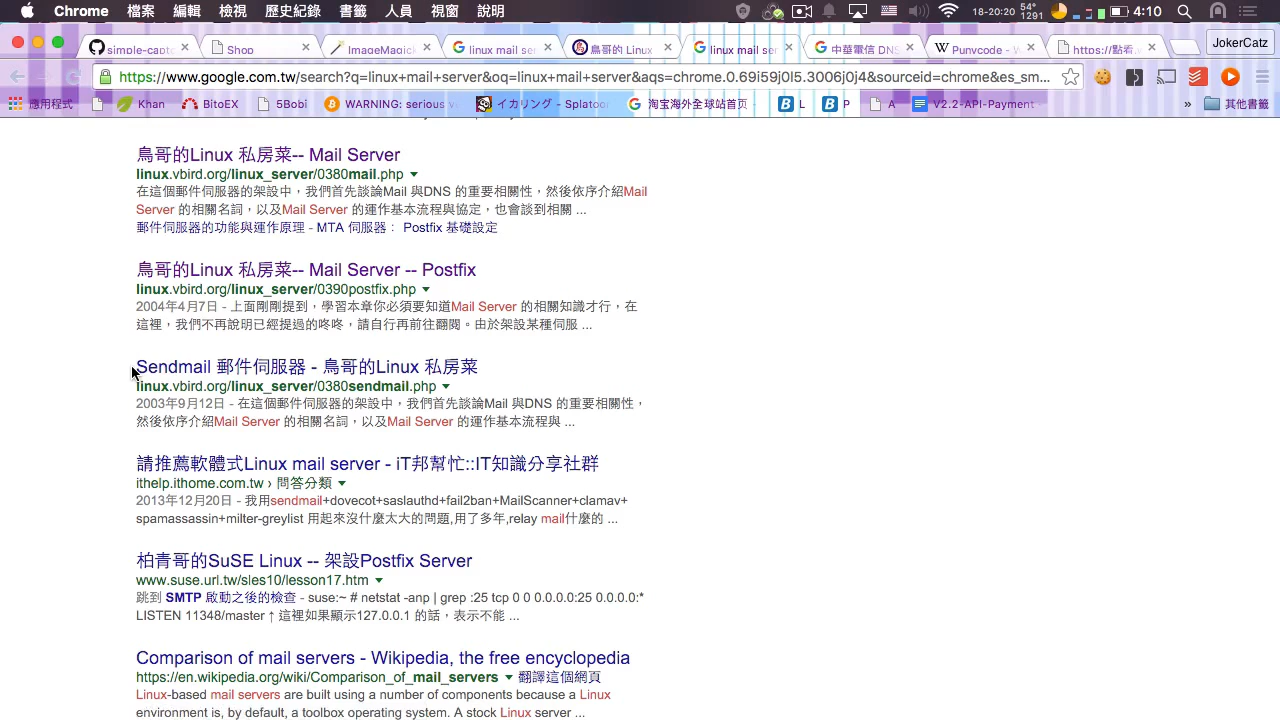 Chrome 檔案 編輯 檢視 歷史紀錄 書籤 人員 視窗 說明 18-20:20 54° 1291 4:10
simple-capto Shop ImageMagick linux mail ser 鳥哥的 Linux linux mail ser 中華電信 DNS Punycode - W https://點看. JokerCatz
https://www.google.com.tw/search?q=linux+mail+server&oq=linux+mail+server&aqs=chrome.0.69i59j0l5.3006j0j4&sourceid=chrome&es_sm...
應用程式 Khan BitoEX 5Bobi WARNING: serious イカリング - Splatoo 淘宝海外全球站首页 L P A V2.2-API-Payment » 其他書籤
鳥哥的Linux 私房菜-- Mail Server
linux.vbird.org/linux_server/0380mail.php
在這個郵件伺服器的架設中，我們首先談論Mail 與DNS 的重要相關性，然後依序介紹Mail
Server 的相關名詞，以及Mail Server 的運作基本流程與協定，也會談到相關 ...
郵件伺服器的功能與運作原理 - MTA 伺服器： Postfix 基礎設定
鳥哥的Linux 私房菜-- Mail Server -- Postfix
linux.vbird.org/linux_server/0390postfix.php
2004年4月7日 - 上面剛剛提到，學習本章你必須要知道Mail Server 的相關知識才行，在
這裡，我們不再說明已經提過的咚咚，請自行再前往翻閱。由於架設某種伺服 ...
Sendmail 郵件伺服器 - 鳥哥的Linux 私房菜
linux.vbird.org/linux_server/0380sendmail.php
2003年9月12日 - 在這個郵件伺服器的架設中，我們首先談論Mail 與DNS 的重要相關性，
然後依序介紹Mail Server 的相關名詞，以及Mail Server 的運作基本流程與 ...
請推薦軟體式Linux mail server - iT邦幫忙::IT知識分享社群
ithelp.ithome.com.tw › 問答分類
2013年12月20日 - 我用sendmail+dovecot+saslauthd+fail2ban+MailScanner+clamav+
spamassassin+milter-greylist 用起來沒什麼太大的問題,用了多年,relay mail什麼的 ...
柏青哥的SuSE Linux -- 架設Postfix Server
www.suse.url.tw/sles10/lesson17.htm
跳到 SMTP 啟動之後的檢查 - suse:~ # netstat -anp | grep :25 tcp 0 0 0.0.0.0:25 0.0.0.0:*
LISTEN 11348/master ↑ 這裡如果顯示127.0.0.1 的話，表示不能 ...
Comparison of mail servers - Wikipedia, the free encyclopedia
https://en.wikipedia.org/wiki/Comparison_of_mail_servers 翻譯這個網頁
Linux-based mail servers are built using a number of components because a Linux
environment is, by default, a toolbox operating system. A stock Linux server ...